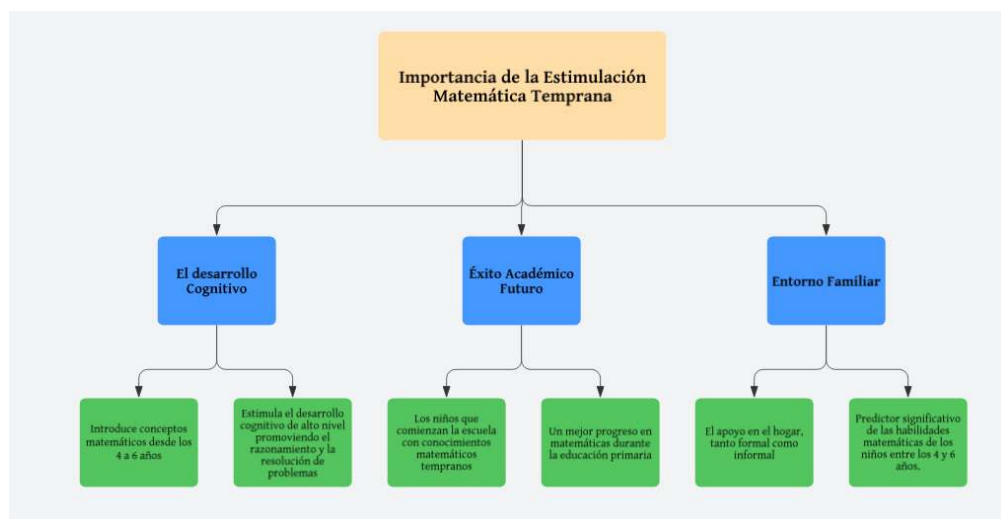 Importancia de la Estimulación
Matemática Temprana
El desarrollo
Cognitivo
Éxito Académico
Futuro
Entorno Familiar
Introduce conceptos
matemáticos desde los
4 a 6 años
Estimula el desarrollo
cognitivo de alto nivel
promoviendo el
razonamiento y la
resolución de
problemas
Los niños que
comienzan la escuela
con conocimientos
matemáticos
tempranos
Un mejor progreso en
matemáticas durante
la educación primaria
El apoyo en el hogar,
tanto formal como
informal
Predictor significativo
de las habilidades
matemáticas de los
niños entre los 4 y 6
años.